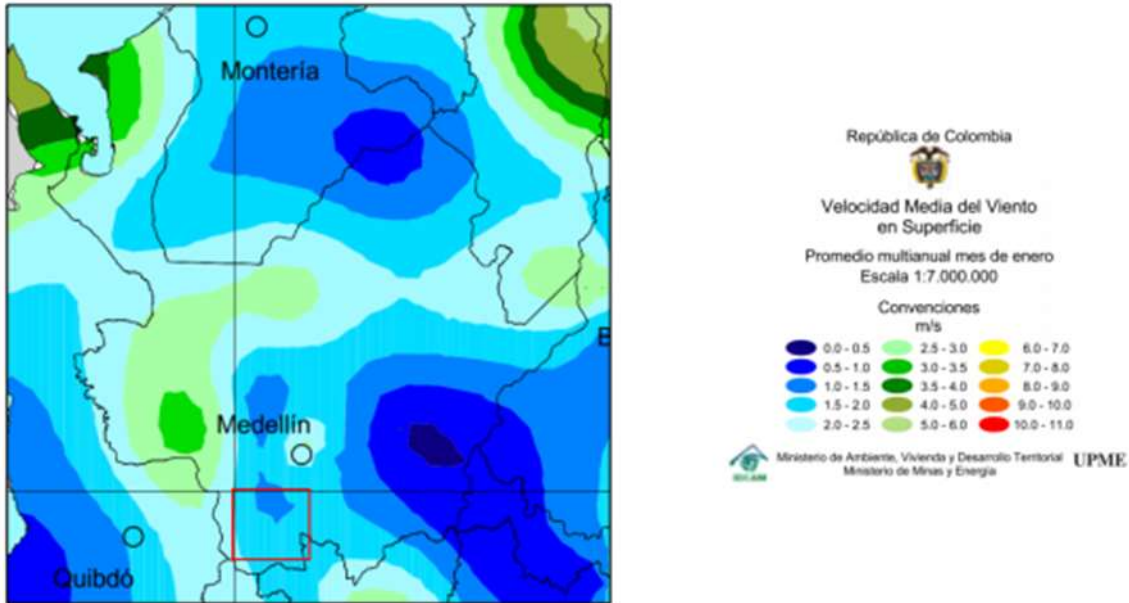 Montería
B
Medellín
Quibdó
República de Colombia
Velocidad Media del Viento
en Superficie
Promedio multianual mes de enero
Escala 1:7.000.000
Convenciones
m/s
0.0 - 0.5 2.5 - 3.0 6.0 - 7.0
0.5 - 1.0 3.0 - 3.5 7.0 - 8.0
1.0 - 1.5 3.5 - 4.0 8.0 - 9.0
1.5 - 2.0 4.0 - 5.0 9.0 - 10.0
2.0 - 2.5 5.0 - 6.0 10.0 - 11.0
Ministerio de Ambiente, Vivienda y Desarrollo Territorial UPME
Ministerio de Minas y Energía